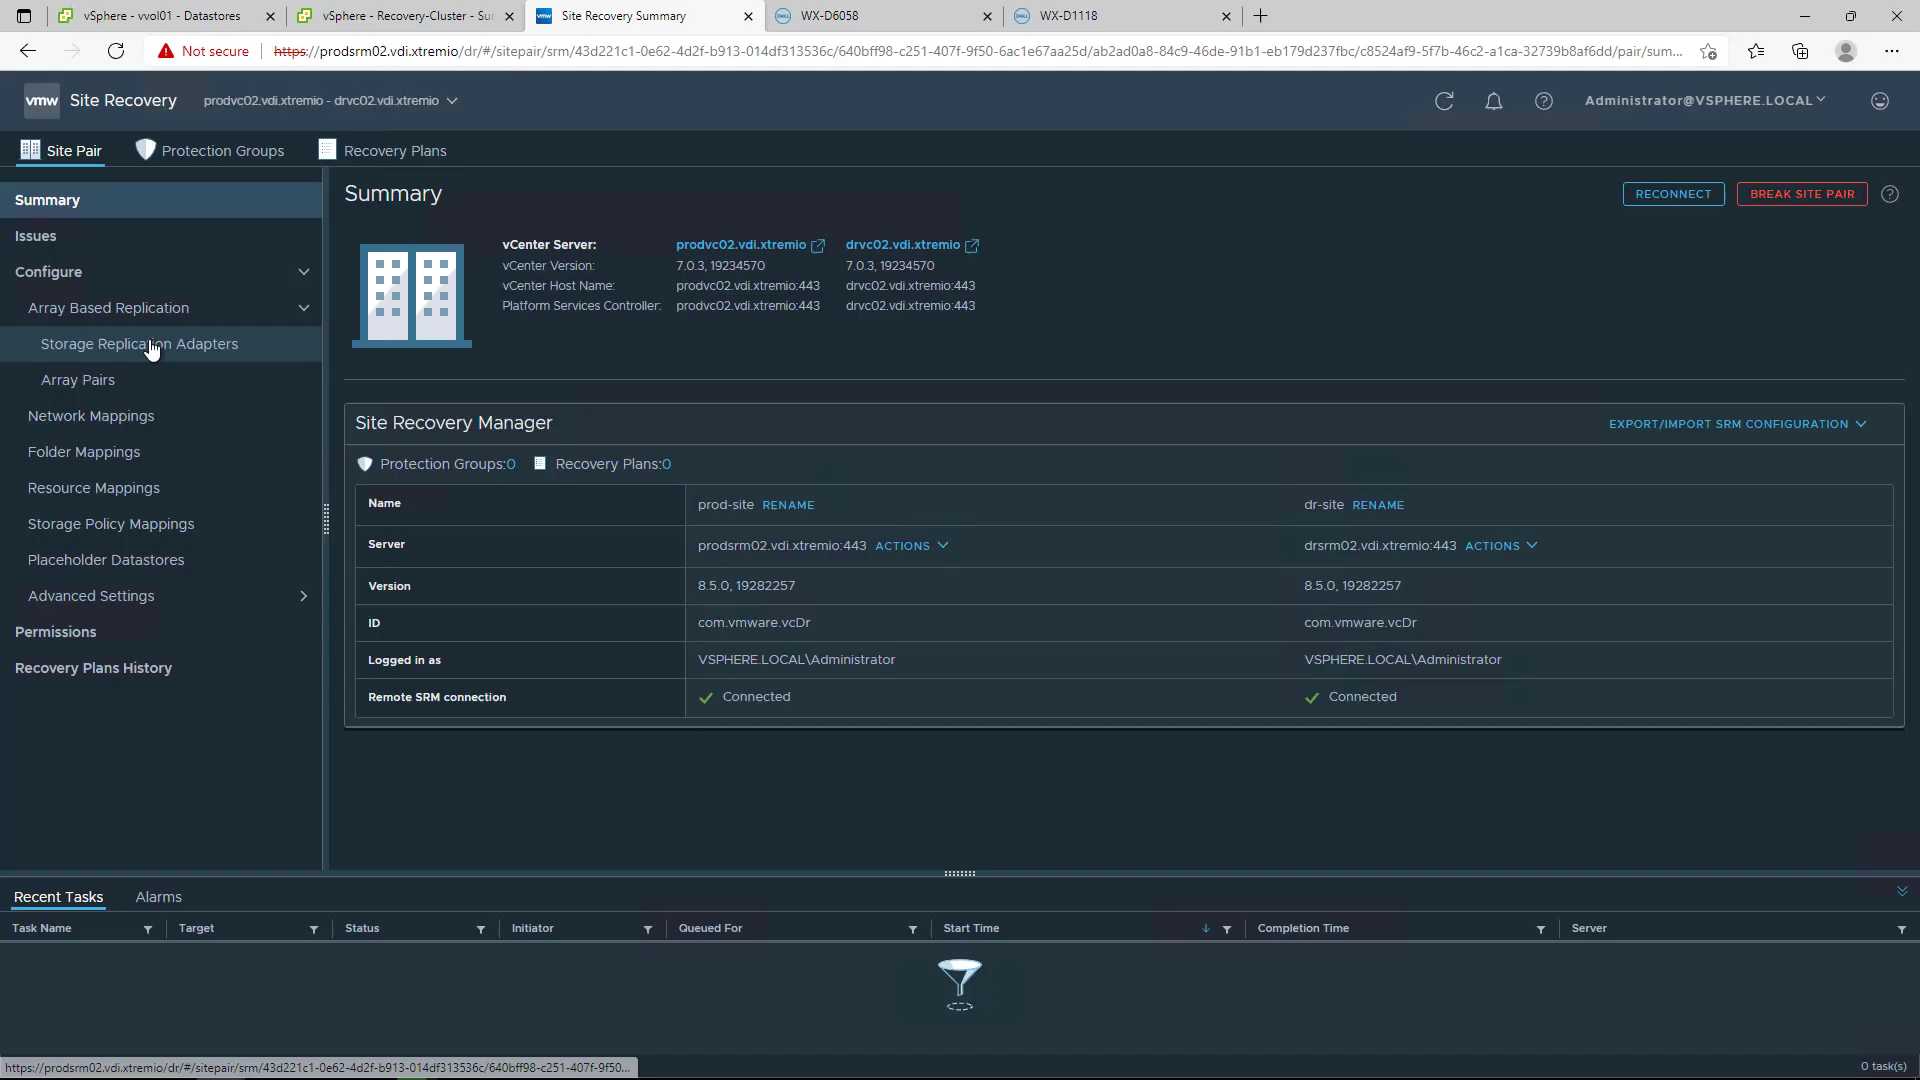 vSphere - vvol01 - Datastores
vSphere - Recovery-Cluster - Su
Site Recovery Summary
WX-D6058
WX-D1118
Not secure
https://prodsrm02.vdi.xtremio/dr/#/sitepair/srm/43d221c1-0e62-4d2f-b913-014df313536c/640bff98-c251-407f-9f50-6ac1e67aa25d/ab2ad0a8-84c9-46de-91b1-eb179d237fbc/c8524af9-5f7b-46c2-a1ca-32739b8af6dd/pair/sum...
vmw Site Recovery
prodvc02.vdi.xtremio - drvc02.vdi.xtremio
Administrator@VSPHERE.LOCAL
Site Pair
Protection Groups
Recovery Plans
Summary
Issues
Configure
Array Based Replication
Storage Replication Adapters
Array Pairs
Network Mappings
Folder Mappings
Resource Mappings
Storage Policy Mappings
Placeholder Datastores
Advanced Settings
Permissions
Recovery Plans History
Summary
RECONNECT
BREAK SITE PAIR
vCenter Server: prodvc02.vdi.xtremio drvc02.vdi.xtremio
vCenter Version: 7.0.3, 19234570 7.0.3, 19234570
vCenter Host Name: prodvc02.vdi.xtremio:443 drvc02.vdi.xtremio:443
Platform Services Controller: prodvc02.vdi.xtremio:443 drvc02.vdi.xtremio:443
Site Recovery Manager
EXPORT/IMPORT SRM CONFIGURATION
Protection Groups:0 Recovery Plans:0
Name prod-site RENAME dr-site RENAME
Server prodsrm02.vdi.xtremio:443 ACTIONS drsrm02.vdi.xtremio:443 ACTIONS
Version 8.5.0, 19282257 8.5.0, 19282257
ID com.vmware.vcDr com.vmware.vcDr
Logged in as VSPHERE.LOCAL\Administrator VSPHERE.LOCAL\Administrator
Remote SRM connection Connected Connected
Recent Tasks Alarms
Task Name Target Status Initiator Queued For Start Time Completion Time Server
https://prodsrm02.vdi.xtremio/dr/#/sitepair/srm/43d221c1-0e62-4d2f-b913-014df313536c/640bff98-c251-407f-9f50...
0 task(s)